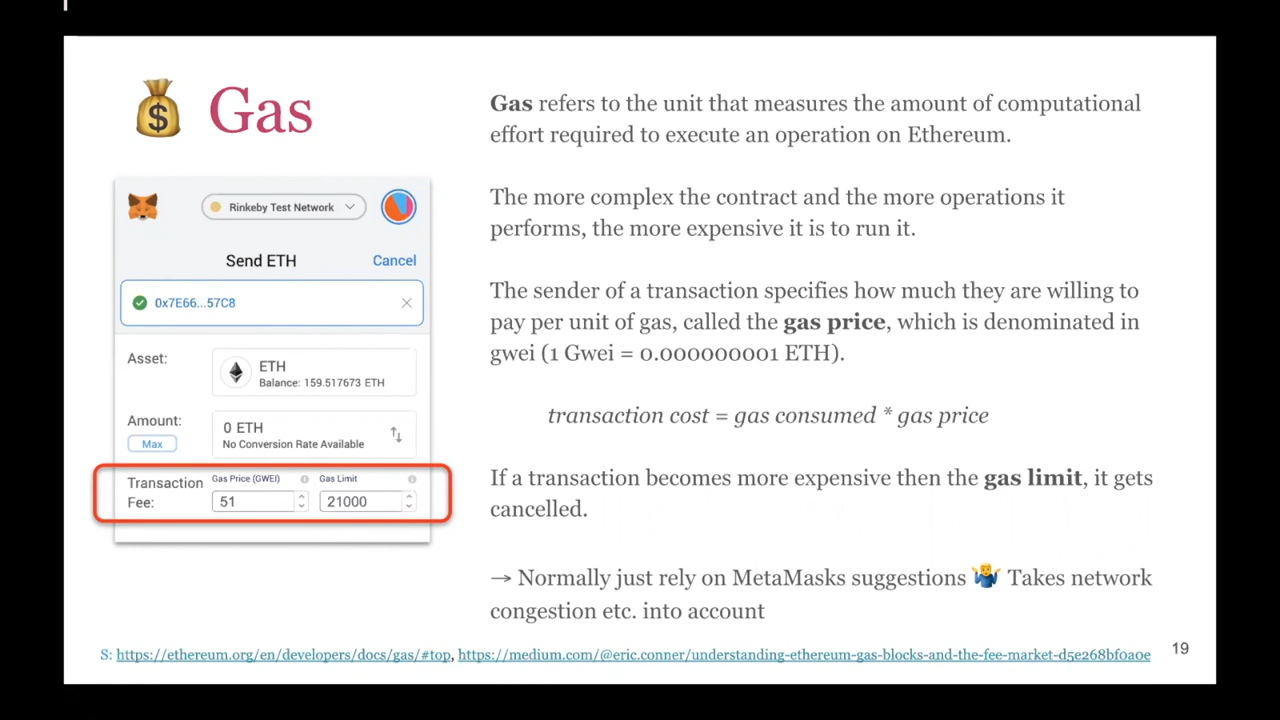 Gas
Rinkeby Test Network
Send ETH
Cancel
0x7E66...57C8
Asset:
ETH
Balance: 159.517673 ETH
Amount:
Max
0 ETH
No Conversion Rate Available
Transaction
Fee:
Gas Price (GWEI)
Gas Limit
51
21000
Gas refers to the unit that measures the amount of computational
effort required to execute an operation on Ethereum.
The more complex the contract and the more operations it
performs, the more expensive it is to run it.
The sender of a transaction specifies how much they are willing to
pay per unit of gas, called the gas price, which is denominated in
gwei (1 Gwei = 0.000000001 ETH).
transaction cost = gas consumed * gas price
If a transaction becomes more expensive then the gas limit, it gets
cancelled.
→ Normally just rely on MetaMasks suggestions 🤷‍♂️ Takes network
congestion etc. into account
S: https://ethereum.org/en/developers/docs/gas/#top, https://medium.com/@eric.conner/understanding-ethereum-gas-blocks-and-the-fee-market-d5e268bf0a0e
19